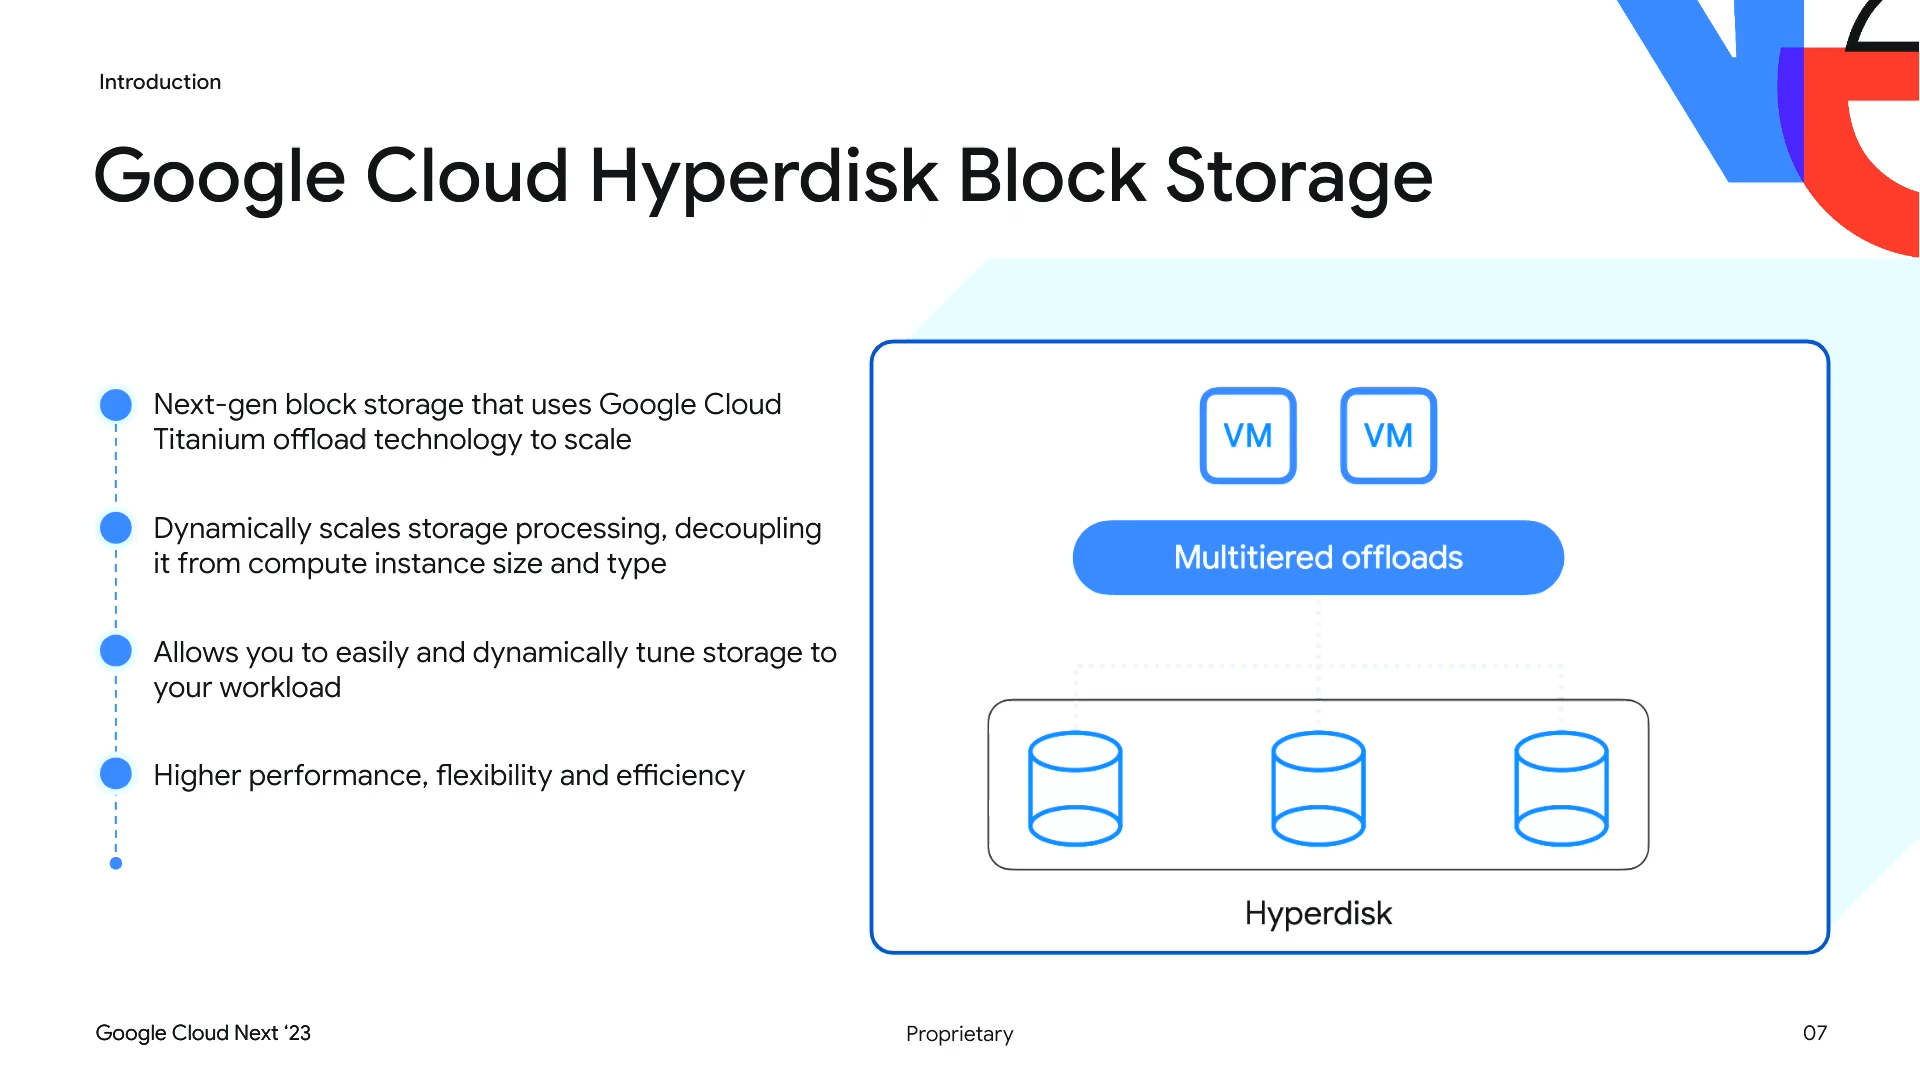 Introduction
Google Cloud Hyperdisk Block Storage
Next-gen block storage that uses Google Cloud
Titanium offload technology to scale
Dynamically scales storage processing, decoupling
it from compute instance size and type
Allows you to easily and dynamically tune storage to
your workload
Higher performance, flexibility and efficiency
VM VM
Multitiered offloads
Hyperdisk
Google Cloud Next ‘23
Proprietary
07